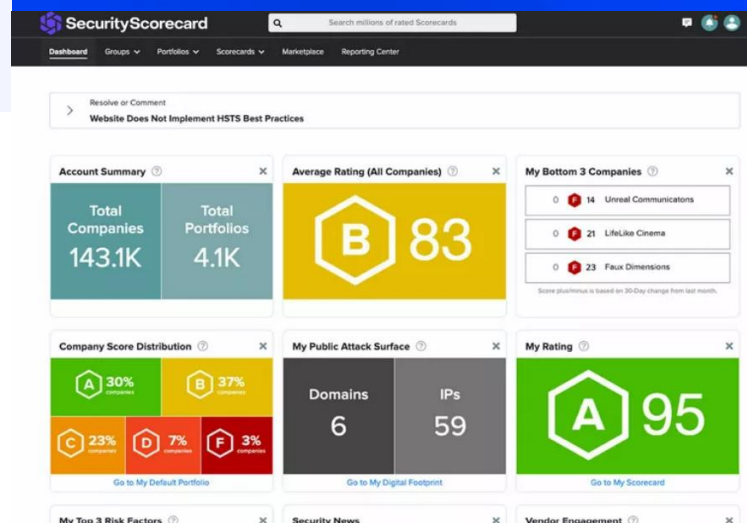 SecurityScorecard
Search millions of rated Scorecards
Dashboard Groups Portfolios Scorecards Marketplace Reporting Center
Resolve or Comment
Website Does Not Implement HSTS Best Practices
Account Summary
Total Companies
143.1K
Total Portfolios
4.1K
Average Rating (All Companies)
B 83
My Bottom 3 Companies
0 F 14 Unreal Communicatons
0 F 21 LifeLike Cinema
0 F 23 Faux Dimensions
Score plus/minus is based on 30-Day change from last month.
Company Score Distribution
A 30% companies
B 37% companies
C 23% companies
D 7% companies
F 3% companies
Go to My Default Portfolio
My Public Attack Surface
Domains
6
IPs
59
Go to My Digital Footprint
My Rating
A 95
Go to My Scorecard
My Top 3 Risk Factors
Security News
Vendor Engagement